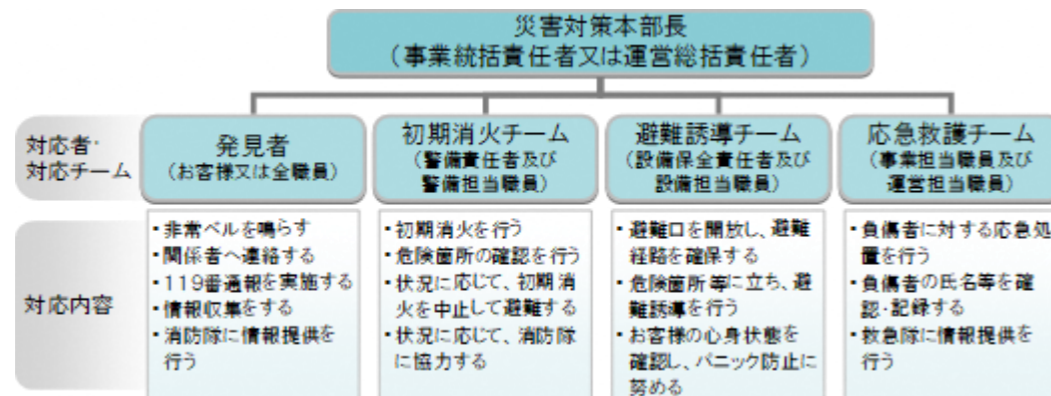 災害対策本部長
(事業統括責任者又は運営総括責任者)
対応者・
対応チーム
発見者
(お客様又は全職員)
初期消火チーム
(警備責任者及び
警備担当職員)
避難誘導チーム
(設備保全責任者及び
設備担当職員)
応急救護チーム
(事業担当職員及び
運営担当職員)
対応内容
・非常ベルを鳴らす
・関係者へ連絡する
・119番通報を実施する
・情報収集をする
・消防隊に情報提供を
行う
・初期消火を行う
・危険箇所の確認を行う
・状況に応じて、初期消
火を中止して避難する
・状況に応じて、消防隊
に協力する
・避難口を開放し、避難
経路を確保する
・危険箇所等に立ち、避
難誘導を行う
・お客様の心身状態を
確認し、パニック防止に
努める
・負傷者に対する応急処
置を行う
・負傷者の氏名等を確
認・記録する
・救急隊に情報提供を
行う